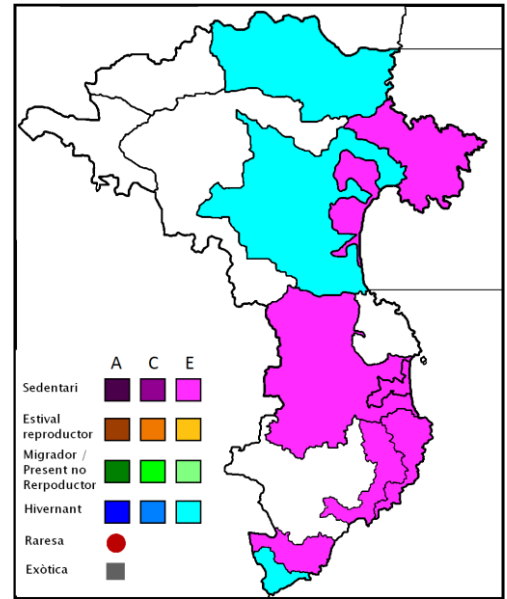 A C E
Sedentari
Estival
reproductor
Migrador /
Present no
Rerpoductor
Hivernant
Raresa
Exòtica